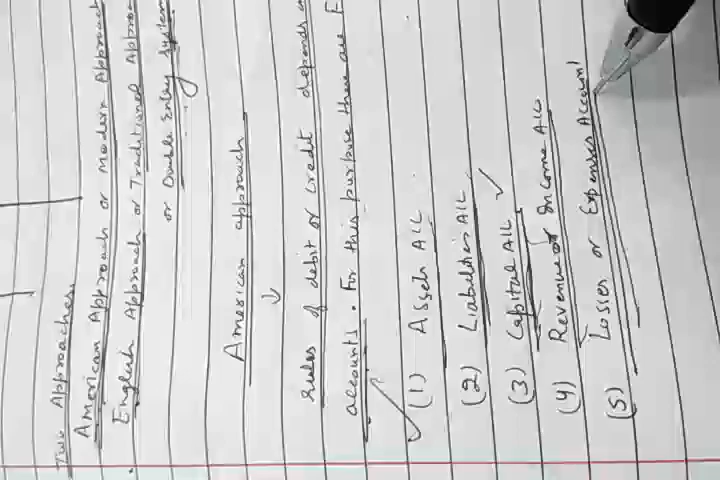 Two Approaches
American Approach or Modern Approach
English Approach or Traditional Approa
or Double Entry System
American approach
rules of debit or credit depends
accounts. For this purpose there are F
(1) Assets A/C.
(2) Liabilities A/C.
(3) Capital A/C.
(4) Revenue or Income A/C
(5) Losses or Expenses Account